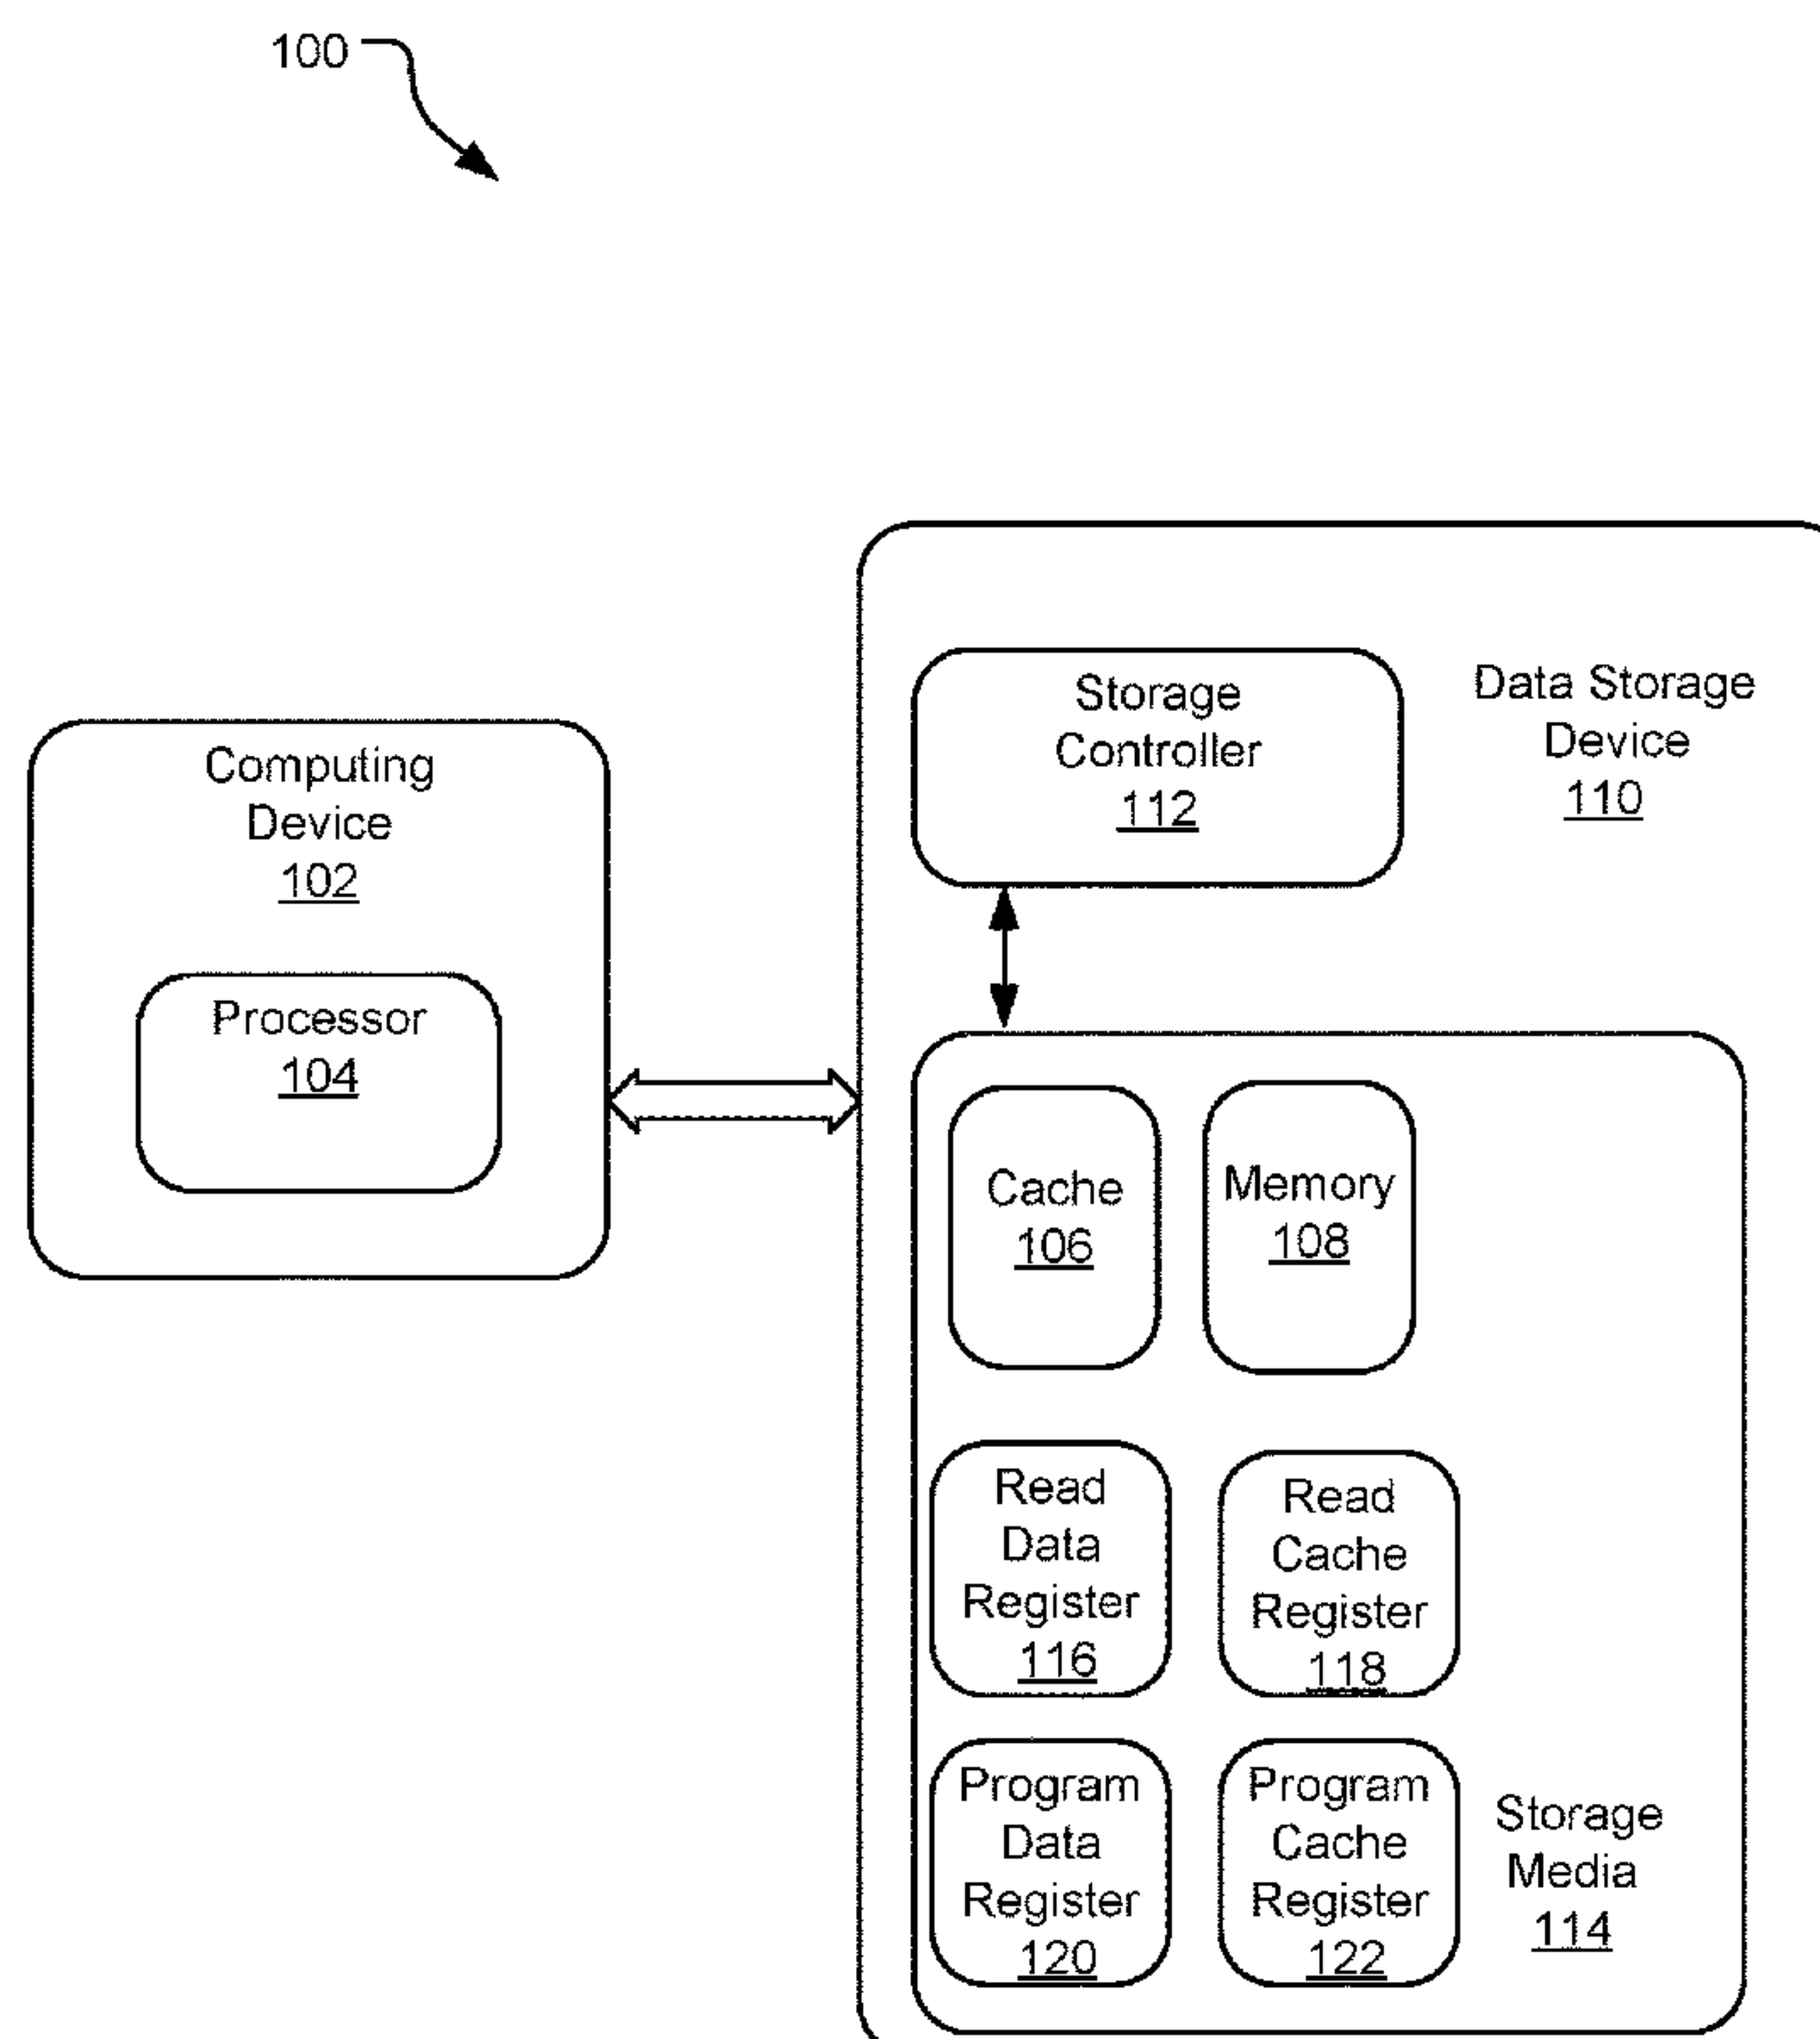 100
Computing
Device
102
Processor
104
Storage
Controller
112
Data Storage
Device
110
Cache
106
Memory
108
Read
Data
Register
116
Read
Cache
Register
118
Program
Data
Register
120
Program
Cache
Register
122
Storage
Media
114